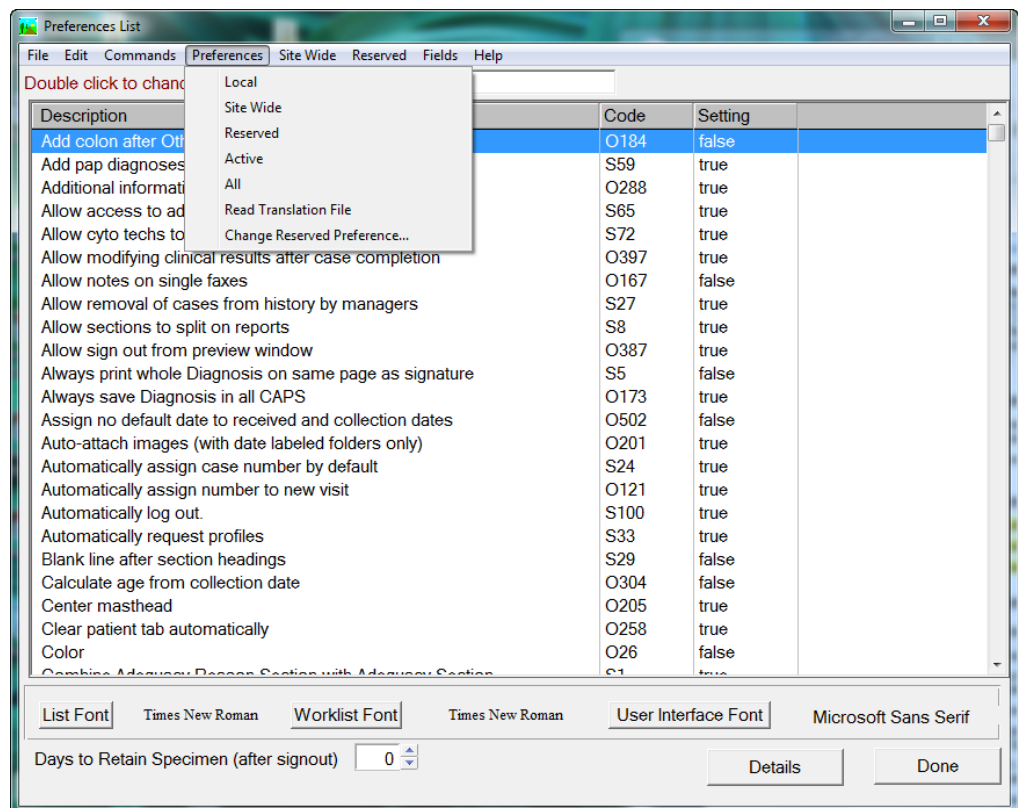 Preferences List
File Edit Commands Preferences Site Wide Reserved Fields Help
Double click to chang
Local
Site Wide
Reserved
Active
All
Read Translation File
Change Reserved Preference...
Description Code Setting
Add colon after Oth O184 false
Add pap diagnoses S59 true
Additional informati O288 true
Allow access to ad S65 true
Allow cyto techs to S72 true
Allow modifying clinical results after case completion O397 true
Allow notes on single faxes O167 false
Allow removal of cases from history by managers S27 true
Allow sections to split on reports S8 true
Allow sign out from preview window O387 true
Always print whole Diagnosis on same page as signature S5 false
Always save Diagnosis in all CAPS O173 true
Assign no default date to received and collection dates O502 false
Auto-attach images (with date labeled folders only) O201 true
Automatically assign case number by default S24 true
Automatically assign number to new visit O121 true
Automatically log out. S100 true
Automatically request profiles S33 true
Blank line after section headings S29 false
Calculate age from collection date O304 false
Center masthead O205 true
Clear patient tab automatically O258 true
Color O26 false
Combine Adequacy Reason Section with Adequacy Section S1 true
List Font Times New Roman Worklist Font Times New Roman User Interface Font Microsoft Sans Serif
Days to Retain Specimen (after signout) 0
Details Done